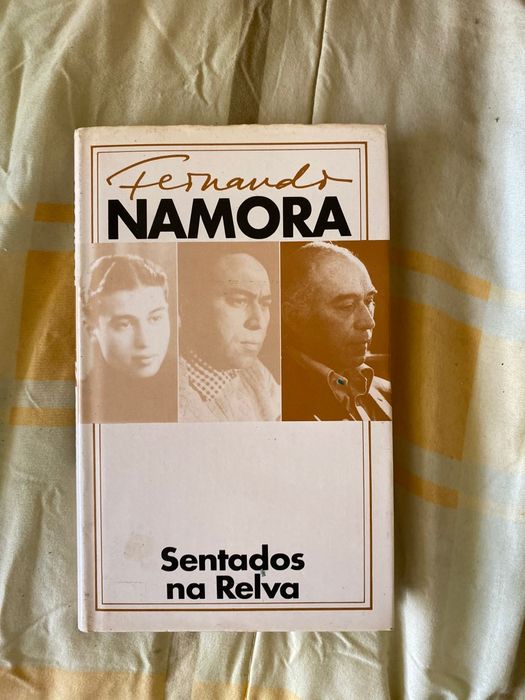 Fernando
NAMORA
Sentados
na Relva